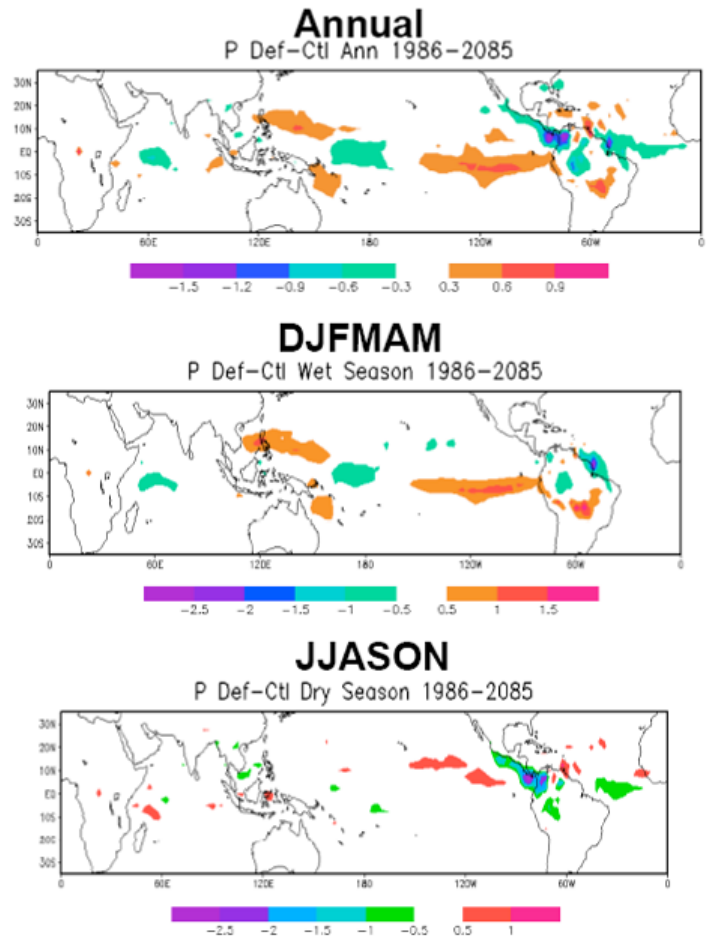 Annual
P Def-Ctl Ann 1986-2085
30N
20N
10N
EQ
10S
20S
30S
0 60E 120E 180 120W 60W 0
-1.5 -1.2 -0.9 -0.6 -0.3 0.3 0.6 0.9
DJFMAM
P Def-Ctl Wet Season 1986-2085
30N
20N
10N
EQ
10S
20S
30S
0 60E 120E 180 120W 60W 0
-2.5 -2 -1.5 -1 -0.5 0.5 1 1.5
JJASON
P Def-Ctl Dry Season 1986-2085
30N
20N
10N
EQ
10S
20S
30S
0 60E 120E 180 120W 60W 0
-2.5 -2 -1.5 -1 -0.5 0.5 1